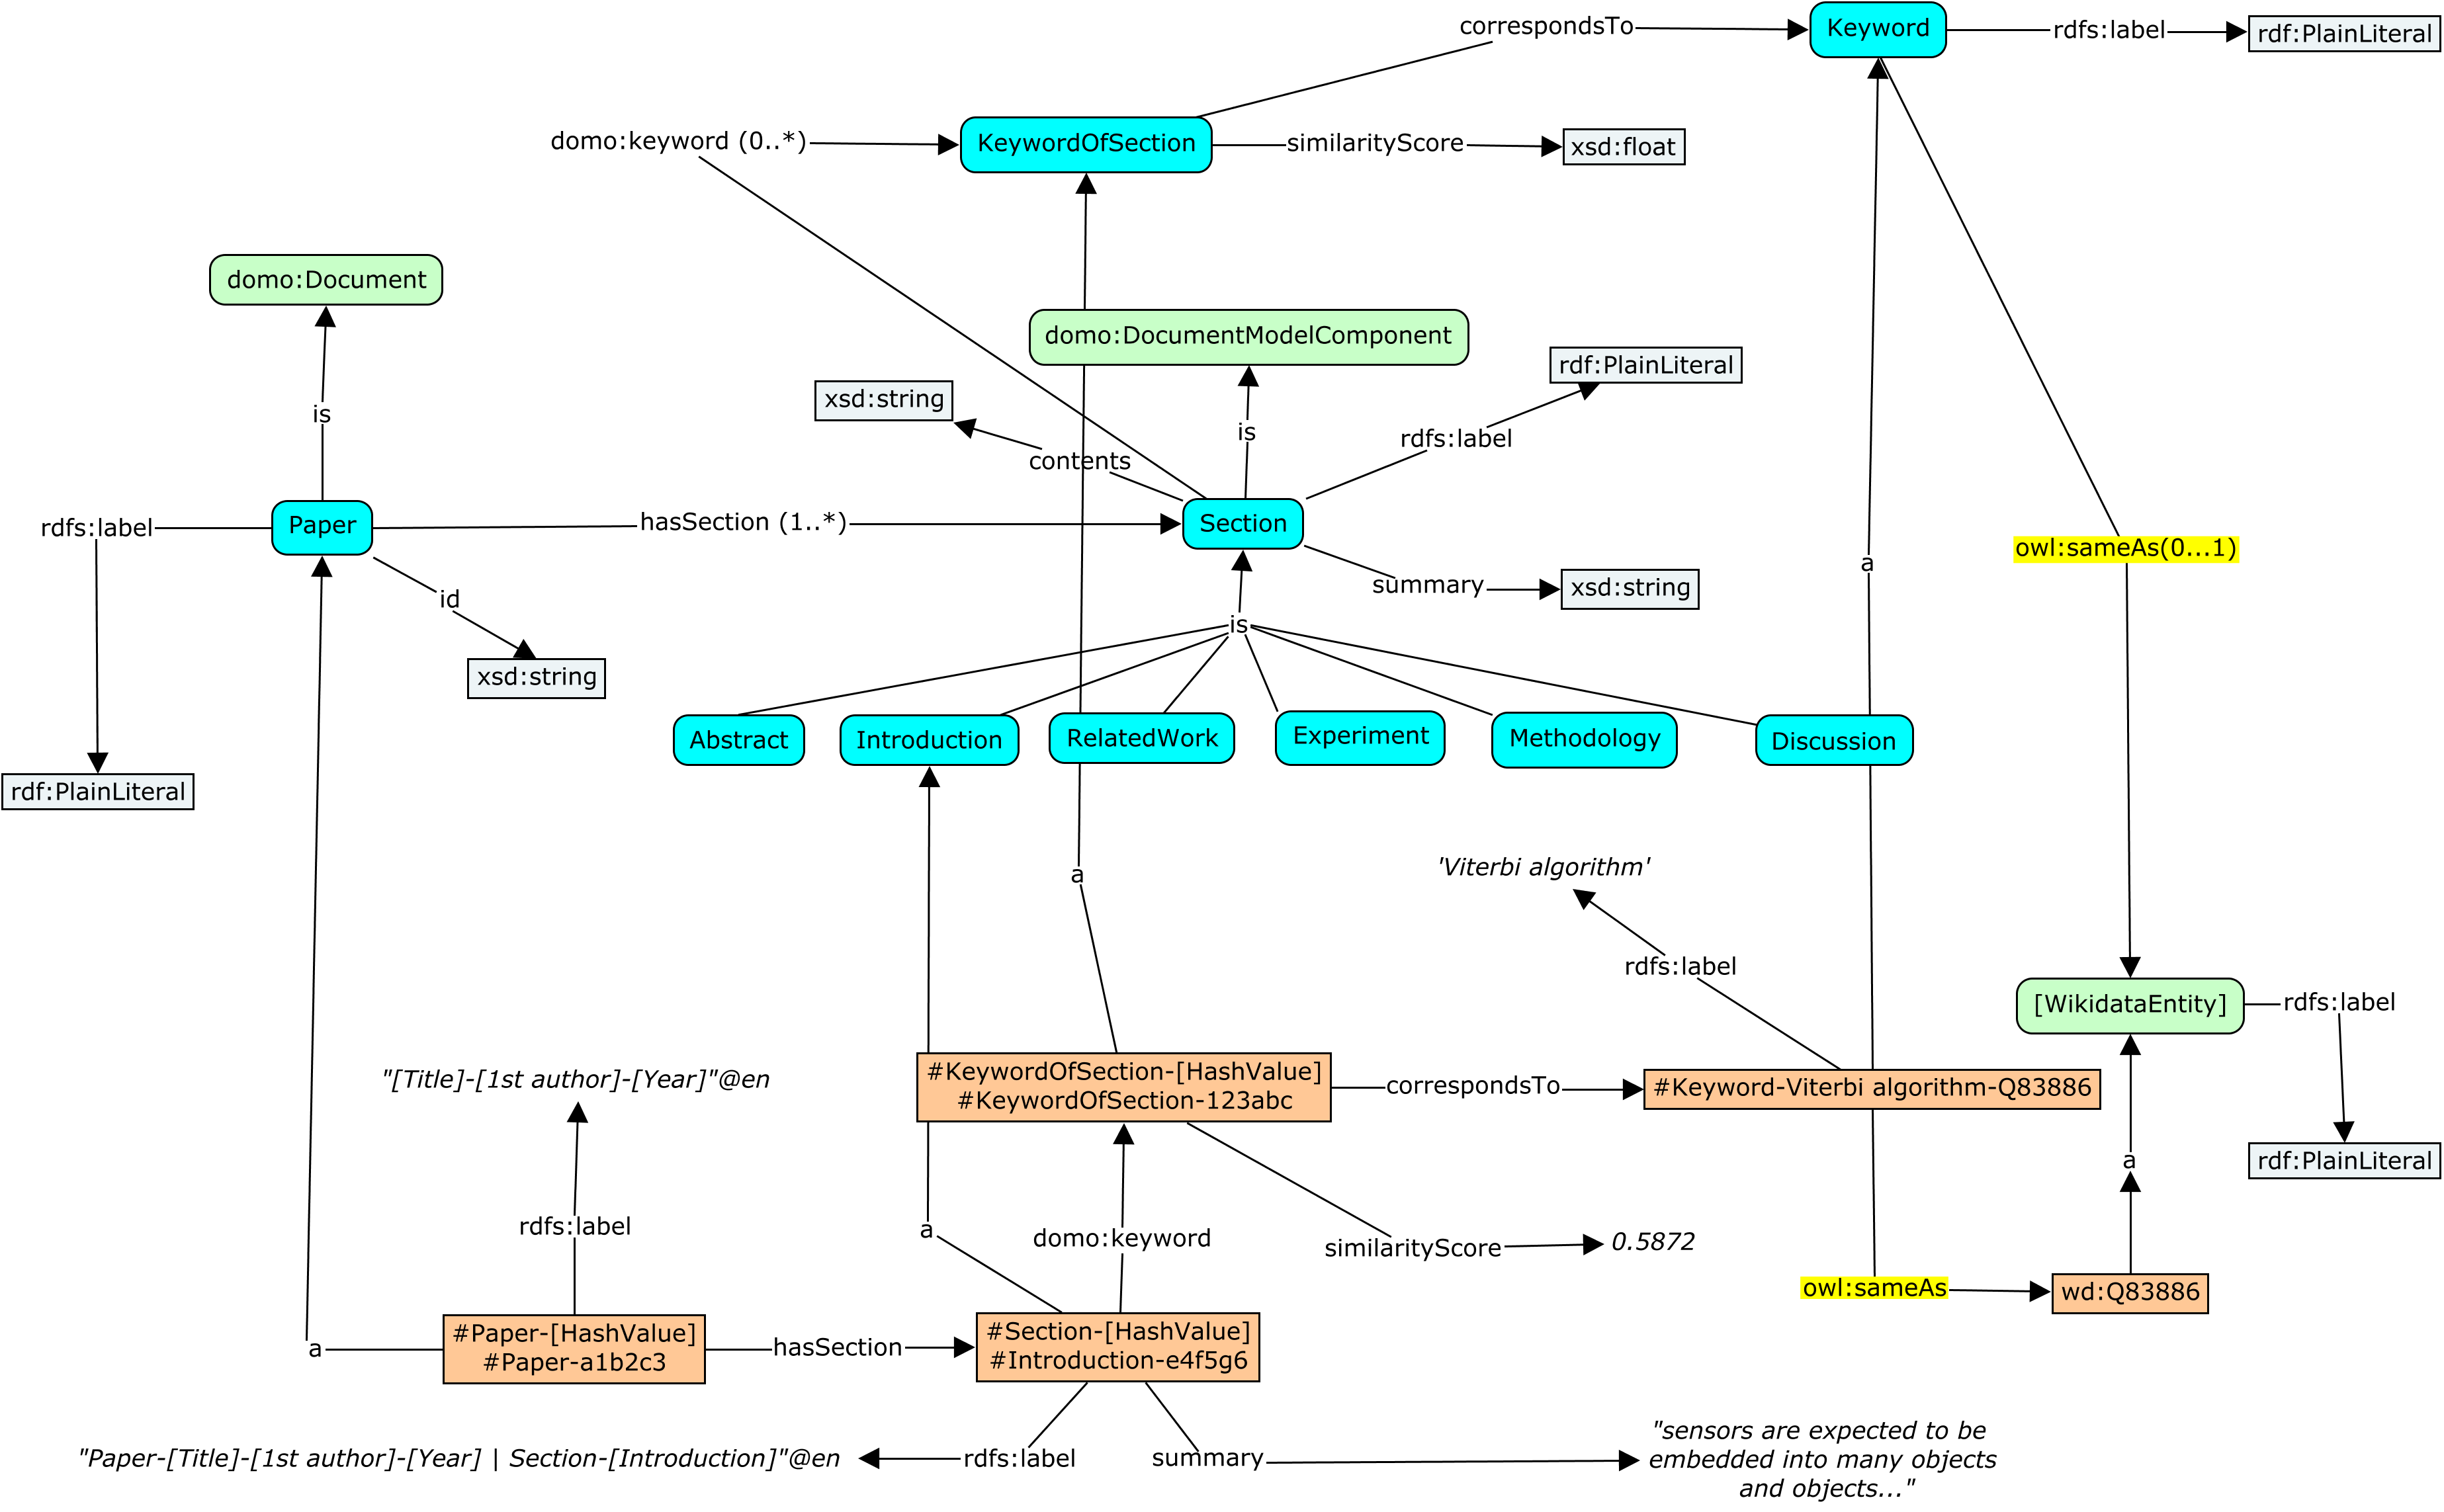 correspondsTo
Keyword
rdfs:label
rdf:PlainLiteral
domo:keyword (0..*)
KeywordOfSection
similarityScore
xsd:float
domo:Document
domo:DocumentModelComponent
rdf:PlainLiteral
xsd:string
is
is
rdfs:label
contents
rdfs:label
Paper
hasSection (1..*)
Section
owl:sameAs(0...1)
a
id
summary
xsd:string
is
xsd:string
Abstract
Introduction
RelatedWork
Experiment
Methodology
Discussion
rdf:PlainLiteral
a
'Viterbi algorithm'
rdfs:label
[WikidataEntity]
rdfs:label
"[Title]-[1st author]-[Year]"@en
#KeywordOfSection-[HashValue]
#KeywordOfSection-123abc
correspondsTo
#Keyword-Viterbi algorithm-Q83886
a
rdf:PlainLiteral
rdfs:label
a
domo:keyword
similarityScore
0.5872
owl:sameAs
wd:Q83886
a
#Paper-[HashValue]
#Paper-a1b2c3
hasSection
#Section-[HashValue]
#Introduction-e4f5g6
"Paper-[Title]-[1st author]-[Year] | Section-[Introduction]"@en
rdfs:label
summary
"sensors are expected to be
embedded into many objects
and objects..."